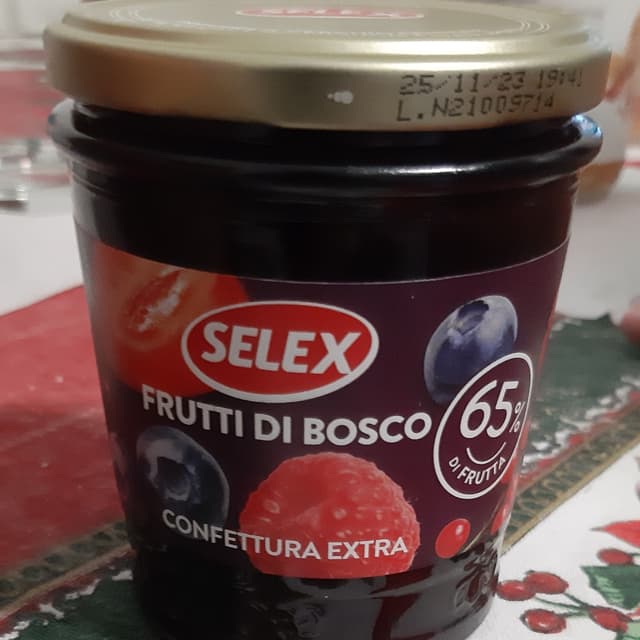 SELEX
25/11/23 19:41
L.N21009714
SELEX
FRUTTI DI BOSCO
65%
DI FRUTTA
CONFETTURA EXTRA